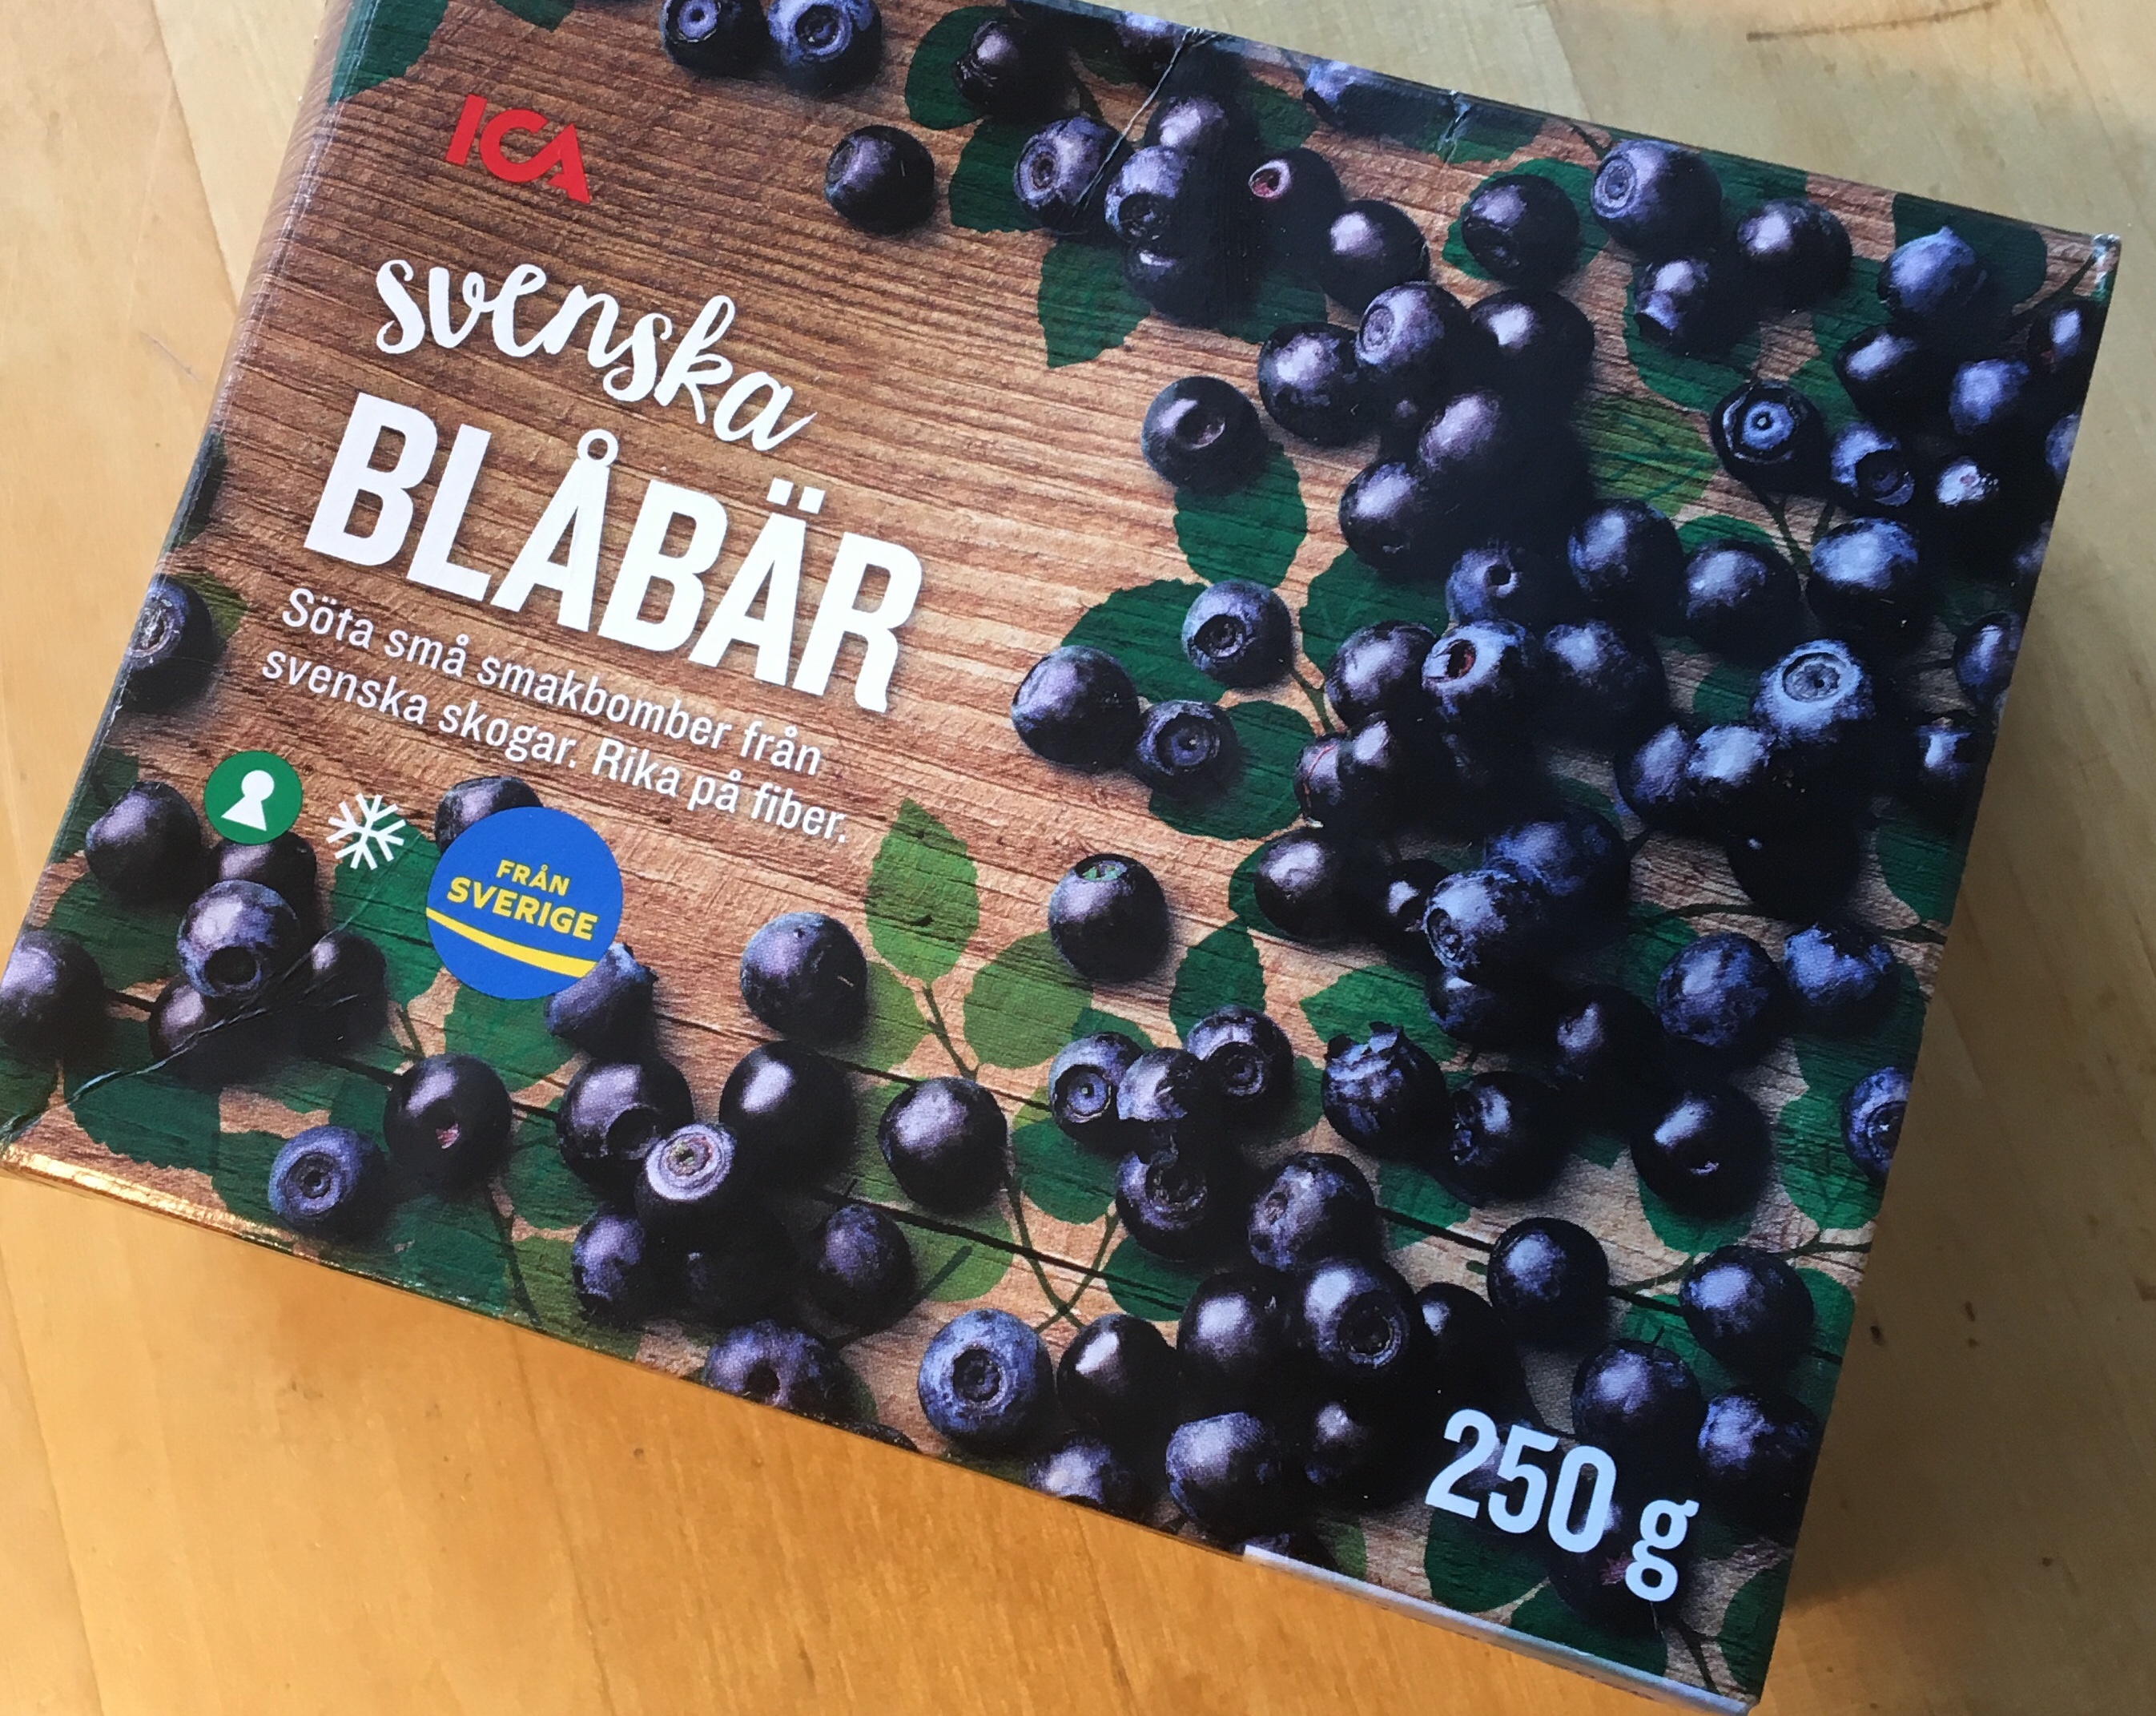 ICA
svenska
BLÅBÄR
Söta små smakbomber från
svenska skogar. Rika på fiber.
FRÅN
SVERIGE
250 g